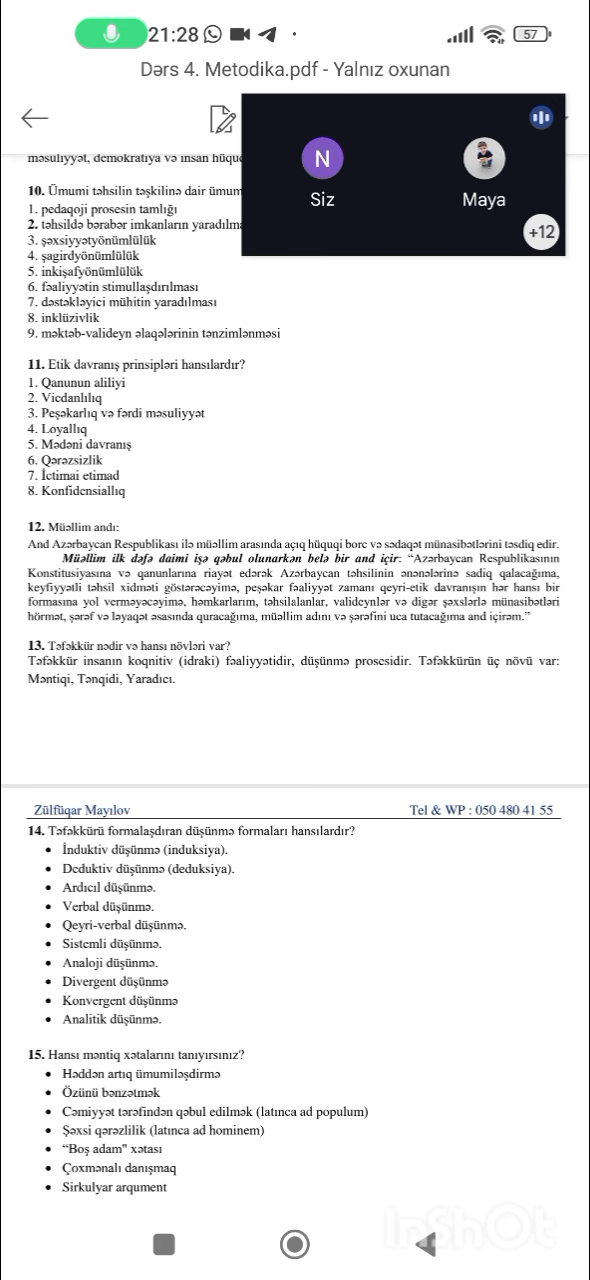 21:28
57
Dərs 4. Metodika.pdf - Yalnız oxunan
N
Siz
Maya
+12
məsuliyyət, demokratiya və insan
10. Ümumi təhsilin təşkilinə dair
1. pedaqoji prosesin tamlığı
2. təhsildə bərabər imkanların
3. şəxsiyyətyönümlülük
4. şagirdyönümlülük
5. inkişafyönümlülük
6. fəaliyyətin stimullaşdırılması
7. dəstəkləyici mühitin yaradılması
8. inklüzivlik
9. məktəb-valideyn əlaqələrinin tənzimlənməsi
11. Etik davranış prinsipləri hansılardır?
1. Qanunun aliliyi
2. Vicdanlılıq
3. Peşəkarlıq və fərdi məsuliyyət
4. Loyallıq
5. Mədəni davranış
6. Qərəzsizlik
7. İctimai etimad
8. Konfidensiallıq
12. Müəllim andı:
And Azərbaycan Respublikası ilə müəllim arasında açıq hüquqi borc və sədaqət münasibətlərini təsdiq edir.
Müəllim ilk dəfə daimi işə qəbul olunarkən belə bir and içir: “Azərbaycan Respublikasının
Konstitusiyasına və qanunlarına riayət edərək Azərbaycan təhsilinin ənənələrinə sadiq qalacağıma,
keyfiyyətli təhsil xidməti göstərəcəyimə, peşəkar fəaliyyət zamanı qeyri-etik davranışın hər hansı bir
formasına yol verməyəcəyimə, həmkarlarım, təhsilalanlar, valideynlər və digər şəxslərlə münasibətləri
hörmət, şərəf və ləyaqət əsasında quracağıma, müəllim adını və şərəfini uca tutacağıma and içirəm.”
13. Təfəkkür nədir və hansı növləri var?
Təfəkkür insanın koqnitiv (idraki) fəaliyyətidir, düşünmə prosesidir. Təfəkkürün üç növü var:
Məntiqi, Tənqidi, Yaradıcı.
Zülfüqar Mayılov Tel & WP : 050 480 41 55
14. Təfəkkürü formalaşdıran düşünmə formaları hansılardır?
• İnduktiv düşünmə (induksiya).
• Deduktiv düşünmə (deduksiya).
• Ardıcıl düşünmə.
• Verbal düşünmə.
• Qeyri-verbal düşünmə.
• Sistemli düşünmə.
• Analoji düşünmə.
• Divergent düşünmə
• Konvergent düşünmə
• Analitik düşünmə.
15. Hansı məntiq xətalarını tanıyırsınız?
• Həddən artıq ümumiləşdirmə
• Özünü bənzətmək
• Cəmiyyət tərəfindən qəbul edilmək (latınca ad populum)
• Şəxsi qərəzlilik (latınca ad hominem)
• “Boş adam" xətası
• Çoxmənalı danışmaq
• Sirkulyar arqument
InShOt